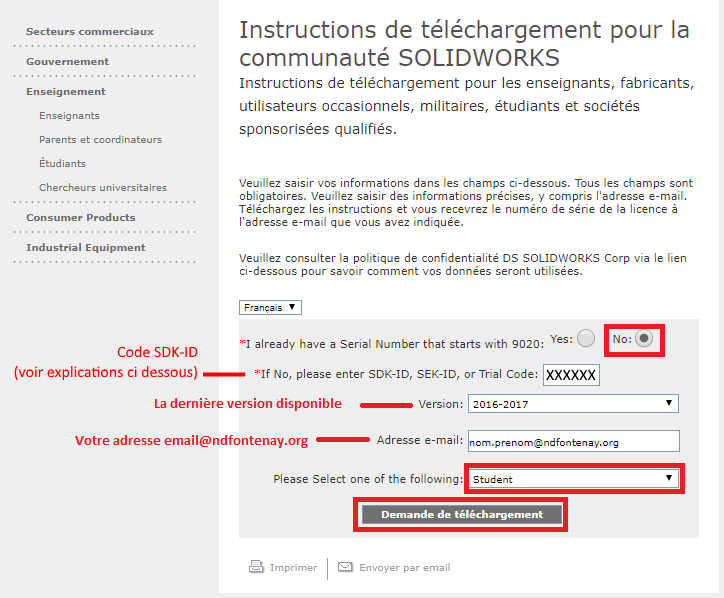 Secteurs commerciaux
Gouvernement
Enseignement
Enseignants
Parents et coordinateurs
Étudiants
Chercheurs universitaires
Consumer Products
Industrial Equipment
Instructions de téléchargement pour la
communauté SOLIDWORKS
Instructions de téléchargement pour les enseignants, fabricants,
utilisateurs occasionnels, militaires, étudiants et sociétés
sponsorisées qualifiés.
Veuillez saisir vos informations dans les champs ci-dessous. Tous les champs sont
obligatoires. Veuillez saisir des informations précises, y compris l'adresse e-mail.
Téléchargez les instructions et vous recevrez le numéro de série de la licence à
l'adresse e-mail que vous avez indiquée.
Veuillez consulter la politique de confidentialité DS SOLIDWORKS Corp via le lien
ci-dessous pour savoir comment vos données seront utilisées.
Français ▼
*I already have a Serial Number that starts with 9020: Yes: No:
Code SDK-ID
(voir explications ci dessous)
*If No, please enter SDK-ID, SEK-ID, or Trial Code: XXXXXX
La dernière version disponible Version: 2016-2017 ▼
Votre adresse email@ndfontenay.org Adresse e-mail: nom.prenom@ndfontenay.org
Please Select one of the following: Student ▼
Demande de téléchargement
Imprimer Envoyer par email